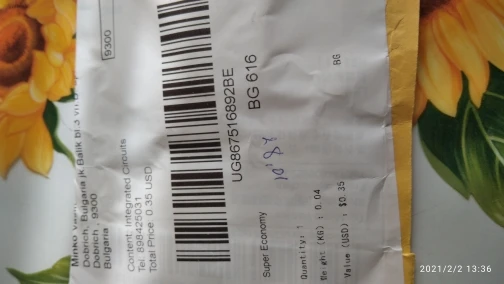 Minko
Dobrich, Bulgaria jk Balik bl 3 vh
Dobrich, 9300
Bulgaria
9300
Content: Integrated Circuits
Tel: 898425031
Total Price: 0.35 USD
UG867516892BE
BG 616
Super Economy
Quantity: 1
Weight (KG) : 0.04
Value (USD) : $0.35
BG
2021/2/2 13:36